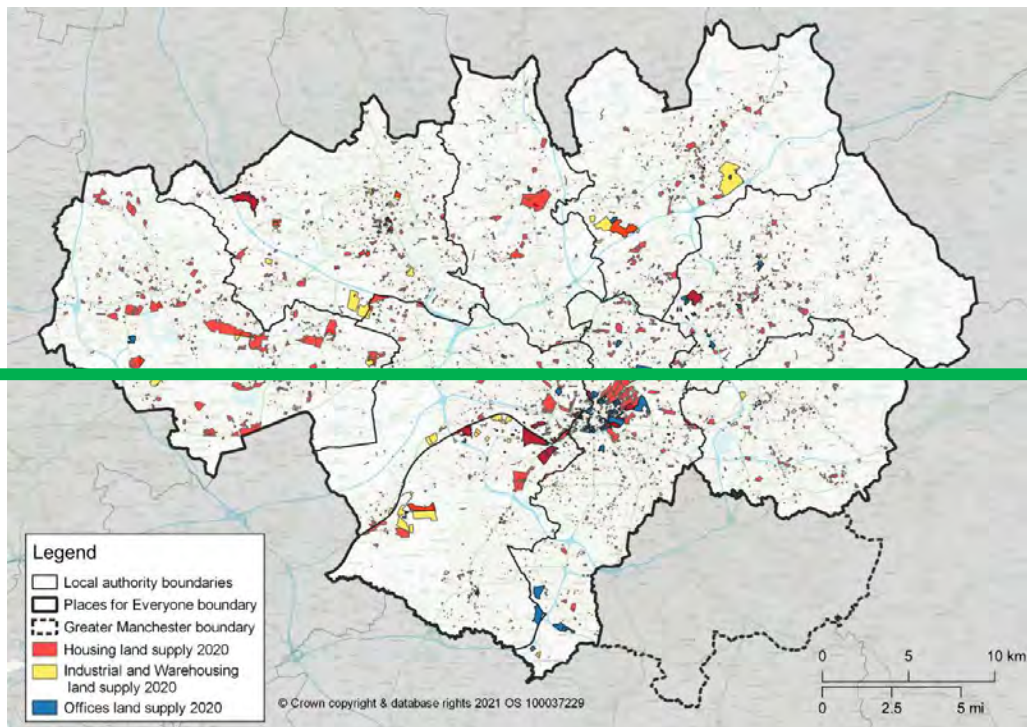 Legend
Local authority boundaries
Places for Everyone boundary
Greater Manchester boundary
Housing land supply 2020
Industrial and Warehousing
land supply 2020
Offices land supply 2020
© Crown copyright & database rights 2021 OS 100037229
0 5 10 km
0 2.5 5 mi